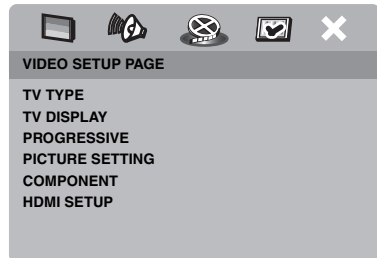 VIDEO SETUP PAGE
TV TYPE
TV DISPLAY
PROGRESSIVE
PICTURE SETTING
COMPONENT
HDMI SETUP